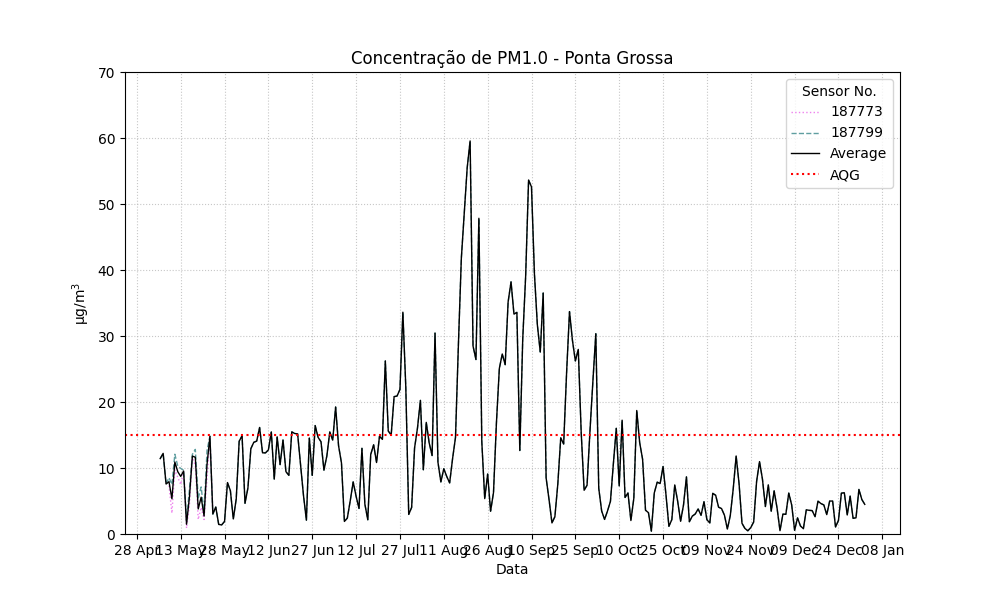 Concentração de PM1.0 - Ponta Grossa
Sensor No.
187773
187799
Average
AQG
70
60
50
40
30
20
10
0
µg/m³
28 Apr 13 May 28 May 12 Jun 27 Jun 12 Jul 27 Jul 11 Aug 26 Aug 10 Sep 25 Sep 10 Oct 25 Oct 09 Nov 24 Nov 09 Dec 24 Dec 08 Jan
Data